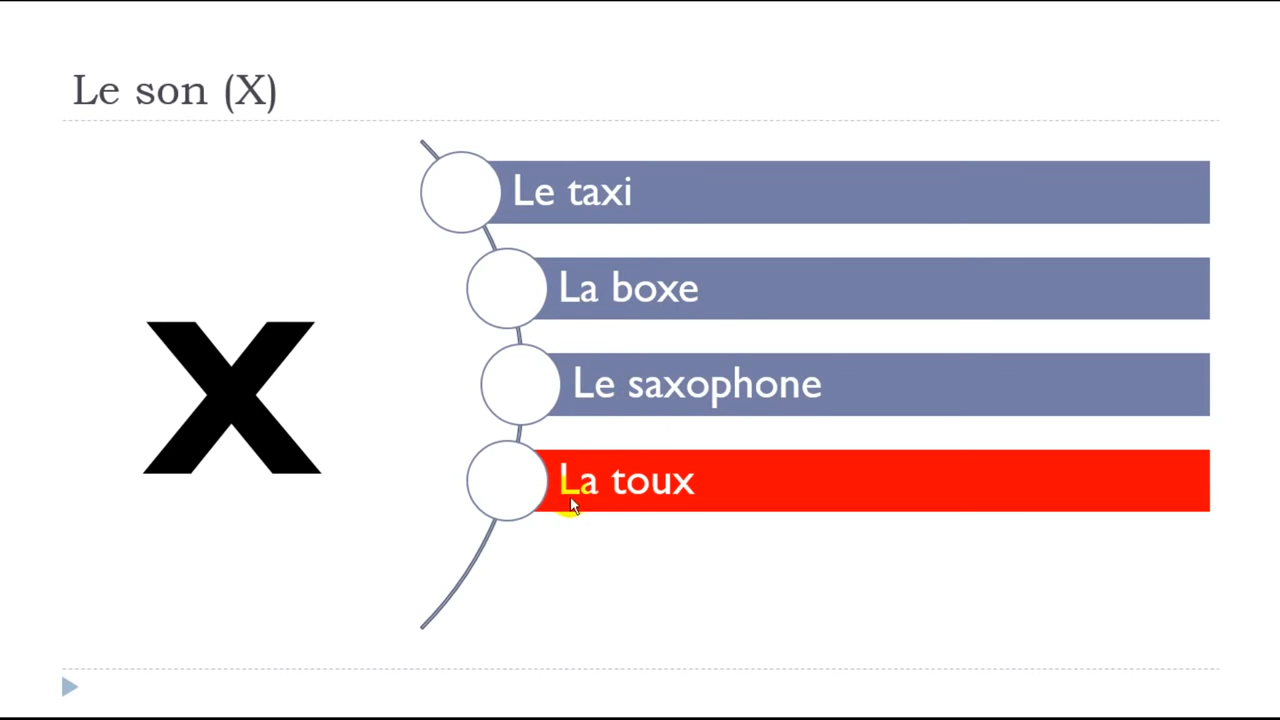 Le son (X)
x
Le taxi
La boxe
Le saxophone
La toux